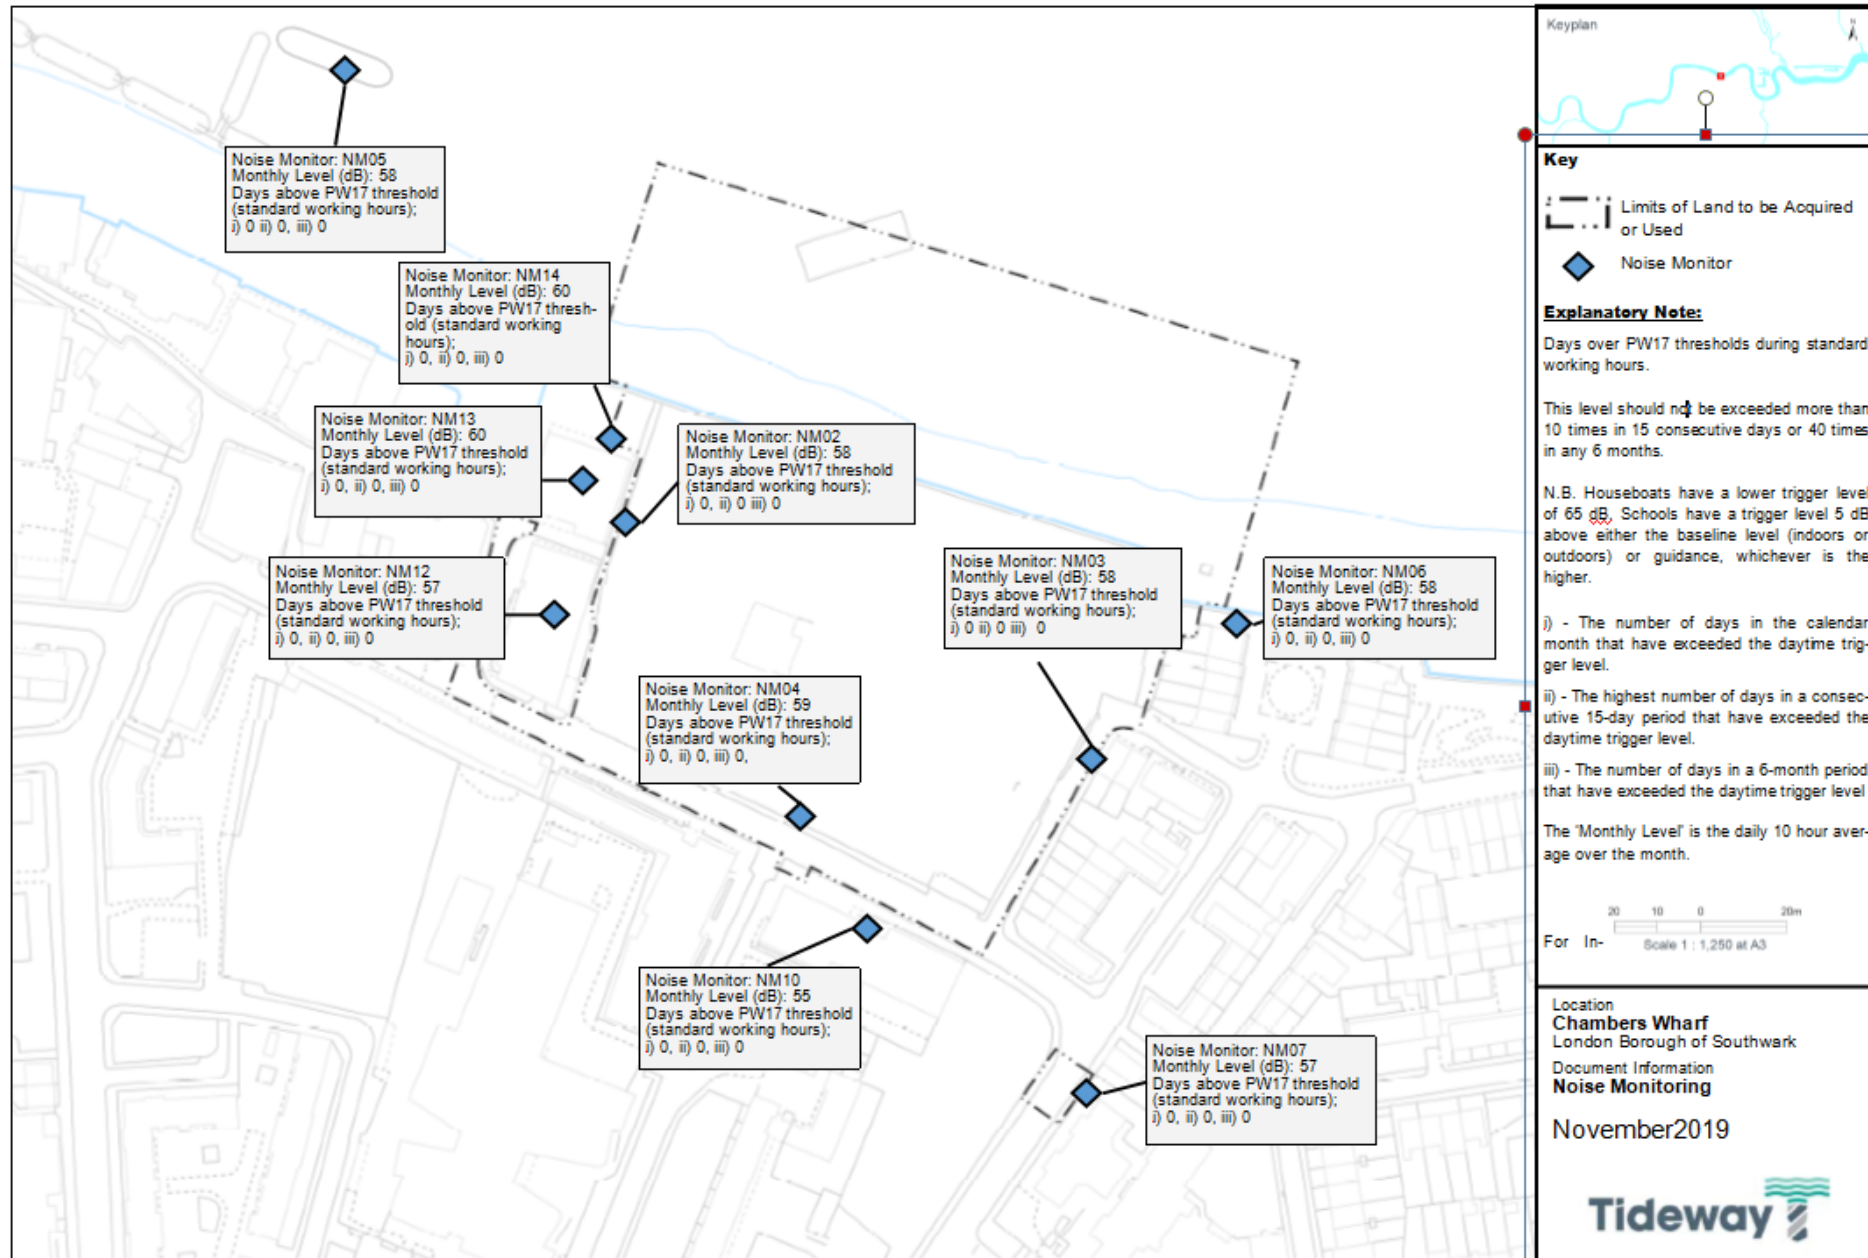 Noise Monitor: NM05
Monthly Level (dB): 58
Days above PW17 threshold
(standard working hours);
i) 0 ii) 0, iii) 0
Noise Monitor: NM14
Monthly Level (dB): 60
Days above PW17 thresh-
old (standard working
hours);
i) 0, ii) 0, iii) 0
Noise Monitor: NM13
Monthly Level (dB): 60
Days above PW17 threshold
(standard working hours);
i) 0, ii) 0, iii) 0
Noise Monitor: NM02
Monthly Level (dB): 58
Days above PW17 threshold
(standard working hours);
i) 0, ii) 0 iii) 0
Noise Monitor: NM12
Monthly Level (dB): 57
Days above PW17 threshold
(standard working hours);
i) 0, ii) 0, iii) 0
Noise Monitor: NM03
Monthly Level (dB): 58
Days above PW17 threshold
(standard working hours);
i) 0 ii) 0 iii) 0
Noise Monitor: NM06
Monthly Level (dB): 58
Days above PW17 threshold
(standard working hours);
i) 0, ii) 0, iii) 0
Noise Monitor: NM04
Monthly Level (dB): 59
Days above PW17 threshold
(standard working hours);
i) 0, ii) 0, iii) 0,
Noise Monitor: NM10
Monthly Level (dB): 55
Days above PW17 threshold
(standard working hours);
i) 0, ii) 0, iii) 0
Noise Monitor: NM07
Monthly Level (dB): 57
Days above PW17 threshold
(standard working hours);
i) 0, ii) 0, iii) 0
Keyplan
N
Key
Limits of Land to be Acquired
or Used
Noise Monitor
Explanatory Note:
Days over PW17 thresholds during standard
working hours.
This level should not be exceeded more than
10 times in 15 consecutive days or 40 times
in any 6 months.
N.B. Houseboats have a lower trigger level
of 65 dB, Schools have a trigger level 5 dB
above either the baseline level (indoors or
outdoors) or guidance, whichever is the
higher.
i) - The number of days in the calendar
month that have exceeded the daytime trig-
ger level.
ii) - The highest number of days in a consec-
utive 15-day period that have exceeded the
daytime trigger level.
iii) - The number of days in a 6-month period
that have exceeded the daytime trigger level
The 'Monthly Level' is the daily 10 hour aver-
age over the month.
20 10 0 20m
For In-
Scale 1 : 1,250 at A3
Location
Chambers Wharf
London Borough of Southwark
Document Information
Noise Monitoring
November2019
Tideway